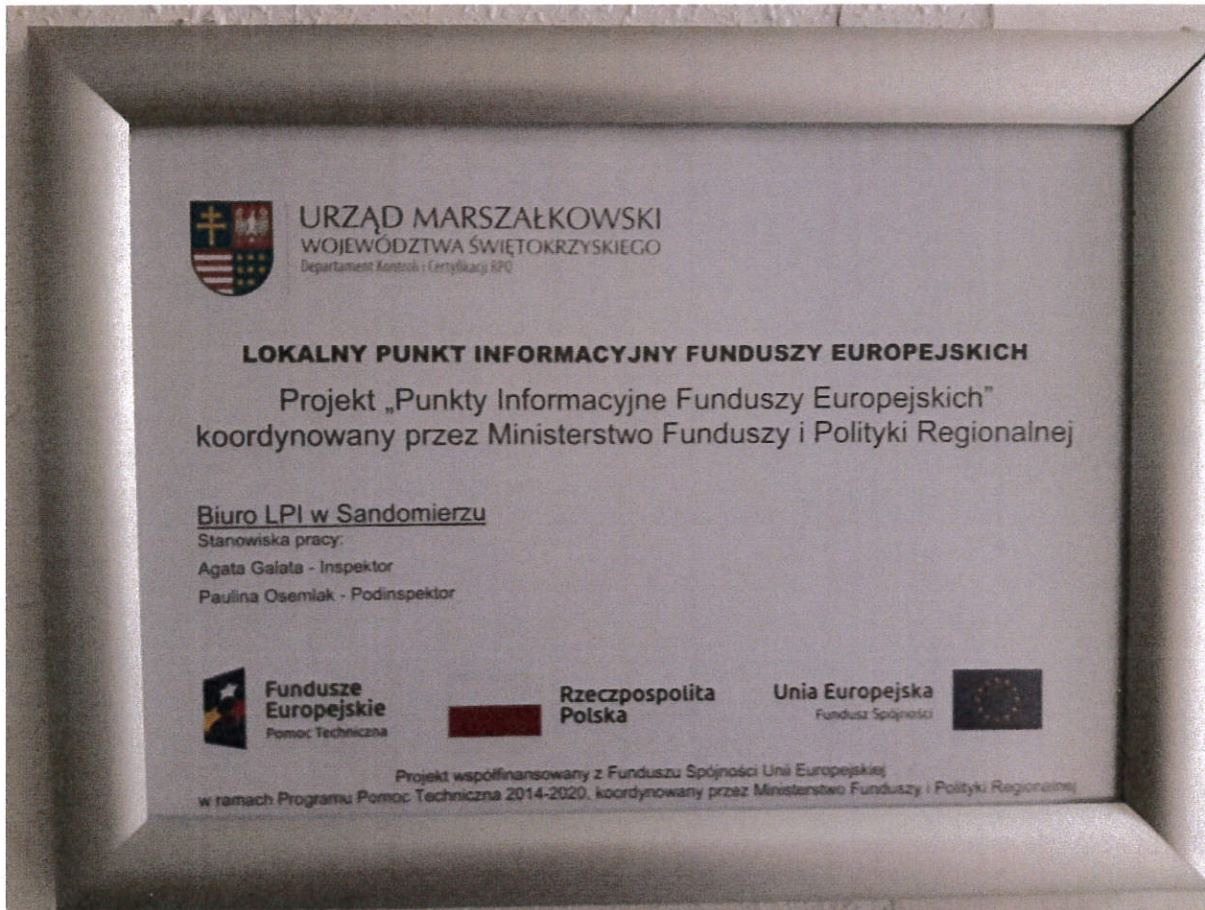 URZĄD MARSZAŁKOWSKI
WOJEWÓDZTWA ŚWIĘTOKRZYSKIEGO
Departament Kontroli i Certyfikacji RPO
LOKALNY PUNKT INFORMACYJNY FUNDUSZY EUROPEJSKICH
Projekt „Punkty Informacyjne Funduszy Europejskich”
koordynowany przez Ministerstwo Funduszy i Polityki Regionalnej
Biuro LPI w Sandomierzu
Stanowiska pracy:
Agata Galata - Inspektor
Paulina Osemlak - Podinspektor
Fundusze
Europejskie
Pomoc Techniczna
Rzeczpospolita
Polska
Unia Europejska
Fundusz Spójności
Projekt współfinansowany z Funduszu Spójności Unii Europejskiej
w ramach Programu Pomoc Techniczna 2014-2020, koordynowany przez Ministerstwo Funduszy i Polityki Regionalnej